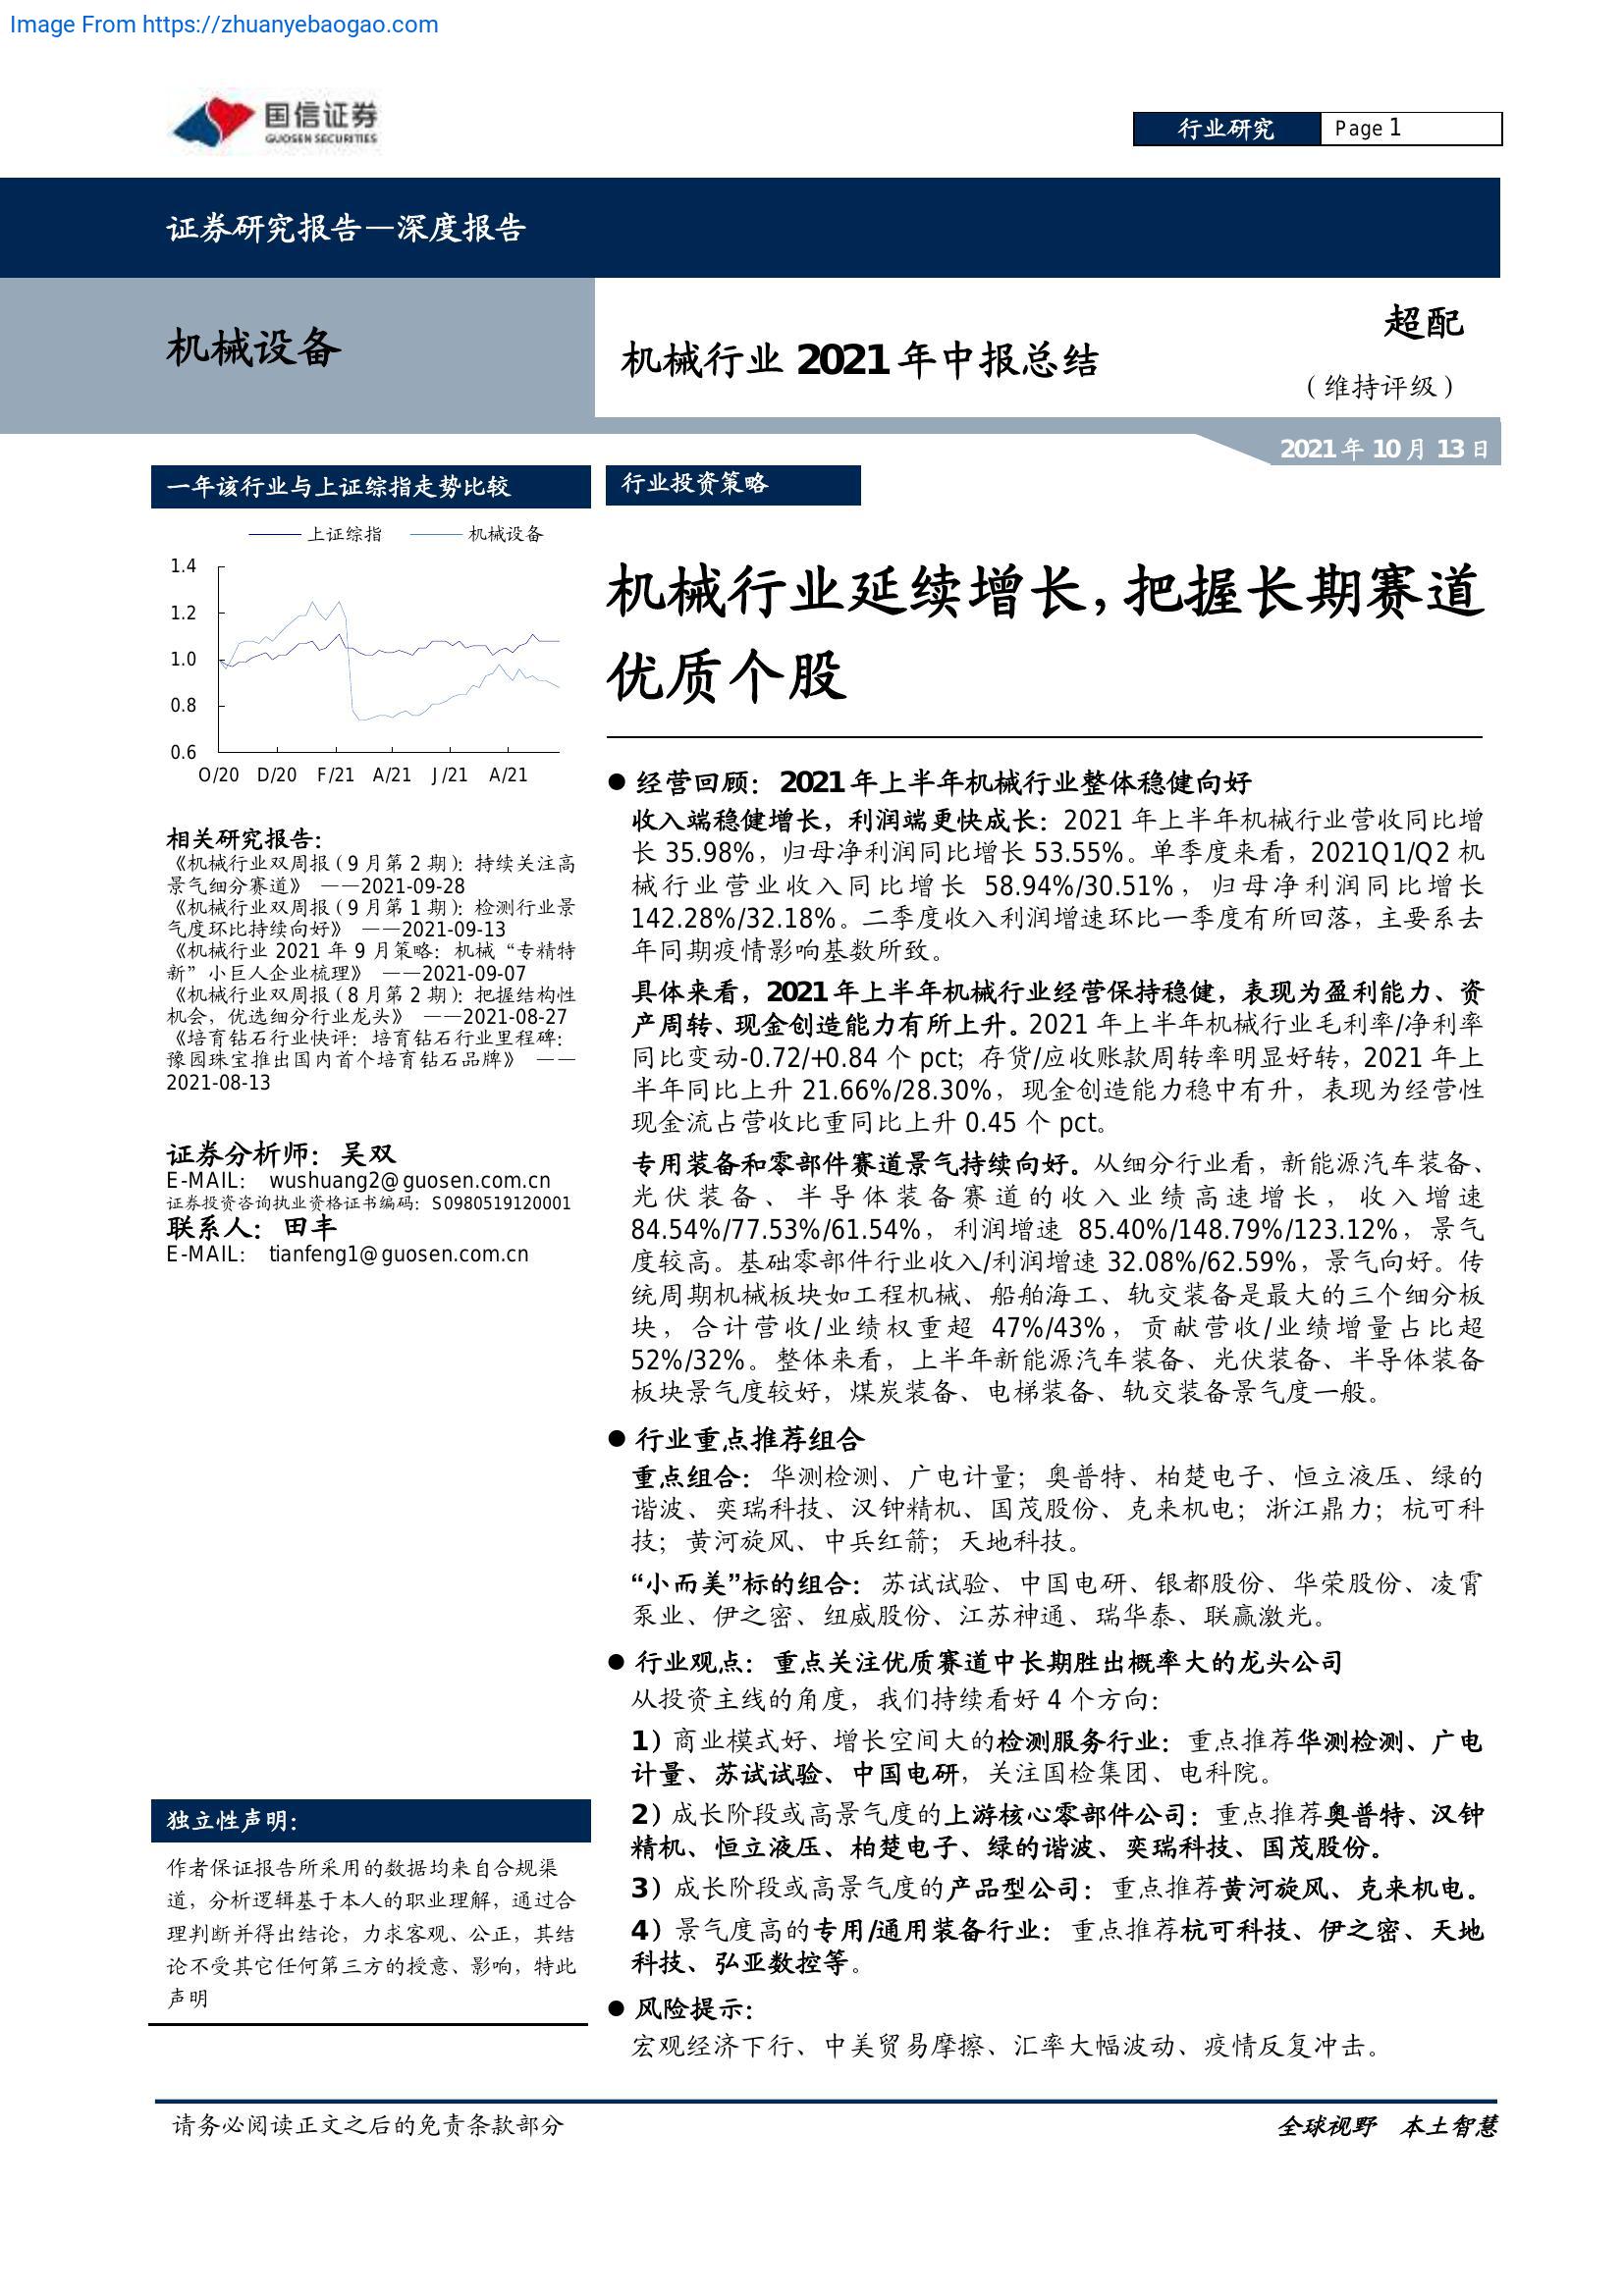 Image From https://zhuanyebaogao.com
国信证券
GUOSEN SECURITIES
行业研究
Page 1
证券研究报告—深度报告
机械设备
机械行业 2021 年中报总结
超配
（维持评级）
2021 年 10 月 13 日
一年该行业与上证综指走势比较
上证综指 机械设备
1.4
1.2
1.0
0.8
0.6
O/20 D/20 F/21 A/21 J/21 A/21
相关研究报告：
《机械行业双周报（9 月第 2 期）：持续关注高
景气细分赛道》 ——2021-09-28
《机械行业双周报（9 月第 1 期）：检测行业景
气度环比持续向好》 ——2021-09-13
《机械行业 2021 年 9 月策略：机械“专精特
新”小巨人企业梳理》 ——2021-09-07
《机械行业双周报（8 月第 2 期）：把握结构性
机会，优选细分行业龙头》 ——2021-08-27
《培育钻石行业快评：培育钻石行业里程碑：
豫园珠宝推出国内首个培育钻石品牌》 ——
2021-08-13
证券分析师：吴双
E-MAIL： wushuang2@guosen.com.cn
证券投资咨询执业资格证书编码：S0980519120001
联系人：田丰
E-MAIL： tianfeng1@guosen.com.cn
独立性声明：
作者保证报告所采用的数据均来自合规渠
道，分析逻辑基于本人的职业理解，通过合
理判断并得出结论，力求客观、公正，其结
论不受其它任何第三方的授意、影响，特此
声明
行业投资策略
机械行业延续增长，把握长期赛道
优质个股
● 经营回顾：2021 年上半年机械行业整体稳健向好
收入端稳健增长，利润端更快成长：2021 年上半年机械行业营收同比增
长 35.98%，归母净利润同比增长 53.55%。单季度来看，2021Q1/Q2 机
械行业营业收入同比增长 58.94%/30.51%，归母净利润同比增长
142.28%/32.18%。二季度收入利润增速环比一季度有所回落，主要系去
年同期疫情影响基数所致。
具体来看，2021 年上半年机械行业经营保持稳健，表现为盈利能力、资
产周转、现金创造能力有所上升。2021 年上半年机械行业毛利率/净利率
同比变动-0.72/+0.84 个 pct；存货/应收账款周转率明显好转，2021 年上
半年同比上升 21.66%/28.30%，现金创造能力稳中有升，表现为经营性
现金流占营收比重同比上升 0.45 个 pct。
专用装备和零部件赛道景气持续向好。从细分行业看，新能源汽车装备、
光伏装备、半导体装备赛道的收入业绩高速增长，收入增速
84.54%/77.53%/61.54%，利润增速 85.40%/148.79%/123.12%，景气
度较高。基础零部件行业收入/利润增速 32.08%/62.59%，景气向好。传
统周期机械板块如工程机械、船舶海工、轨交装备是最大的三个细分板
块，合计营收/业绩权重超 47%/43%，贡献营收/业绩增量占比超
52%/32%。整体来看，上半年新能源汽车装备、光伏装备、半导体装备
板块景气度较好，煤炭装备、电梯装备、轨交装备景气度一般。
● 行业重点推荐组合
重点组合：华测检测、广电计量；奥普特、柏楚电子、恒立液压、绿的
谐波、奕瑞科技、汉钟精机、国茂股份、克来机电；浙江鼎力；杭可科
技；黄河旋风、中兵红箭；天地科技。
“小而美”标的组合：苏试试验、中国电研、银都股份、华荣股份、凌霄
泵业、伊之密、纽威股份、江苏神通、瑞华泰、联赢激光。
● 行业观点：重点关注优质赛道中长期胜出概率大的龙头公司
从投资主线的角度，我们持续看好 4 个方向：
1）商业模式好、增长空间大的检测服务行业：重点推荐华测检测、广电
计量、苏试试验、中国电研，关注国检集团、电科院。
2）成长阶段或高景气度的上游核心零部件公司：重点推荐奥普特、汉钟
精机、恒立液压、柏楚电子、绿的谐波、奕瑞科技、国茂股份。
3）成长阶段或高景气度的产品型公司：重点推荐黄河旋风、克来机电。
4）景气度高的专用/通用装备行业：重点推荐杭可科技、伊之密、天地
科技、弘亚数控等。
● 风险提示：
宏观经济下行、中美贸易摩擦、汇率大幅波动、疫情反复冲击。
请务必阅读正文之后的免责条款部分
全球视野 本土智慧